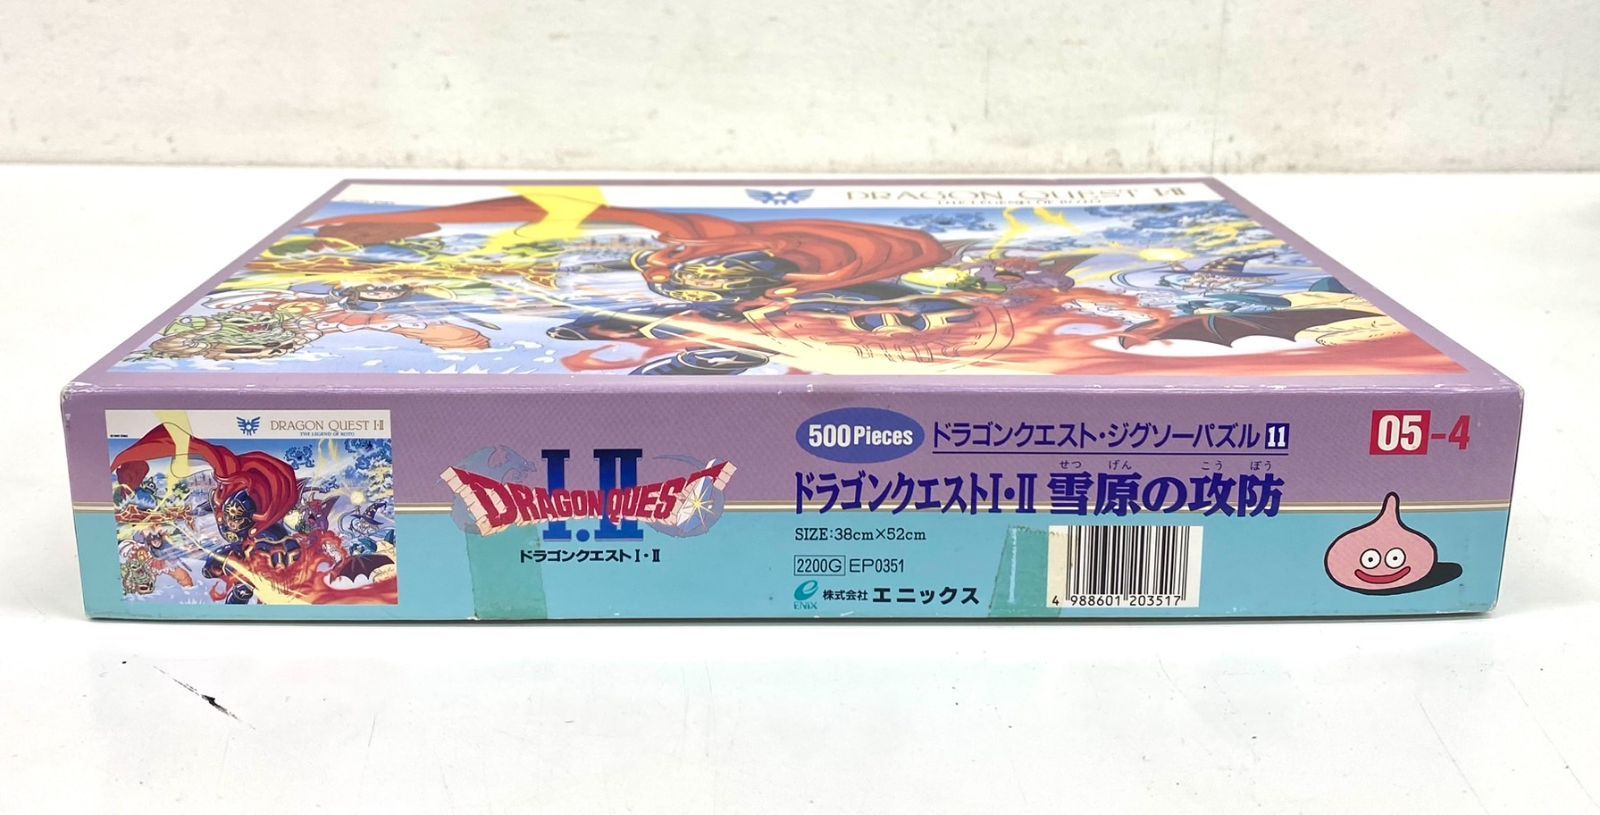 DRAGON QUEST I·II
THE LEGEND OF ROTO
DRAGON QUEST I·II
THE LEGEND OF ROTO
I.II
DRAGON QUEST
ドラゴンクエストI・II
500Pieces
ドラゴンクエスト・ジグソーパズル 11
せつ げん こう ぼう
ドラゴンクエストI・II 雪原の攻防
SIZE:38cm×52cm
2200G EP0351
ENIX
株式会社 エニックス
4 988601 203517
05-4